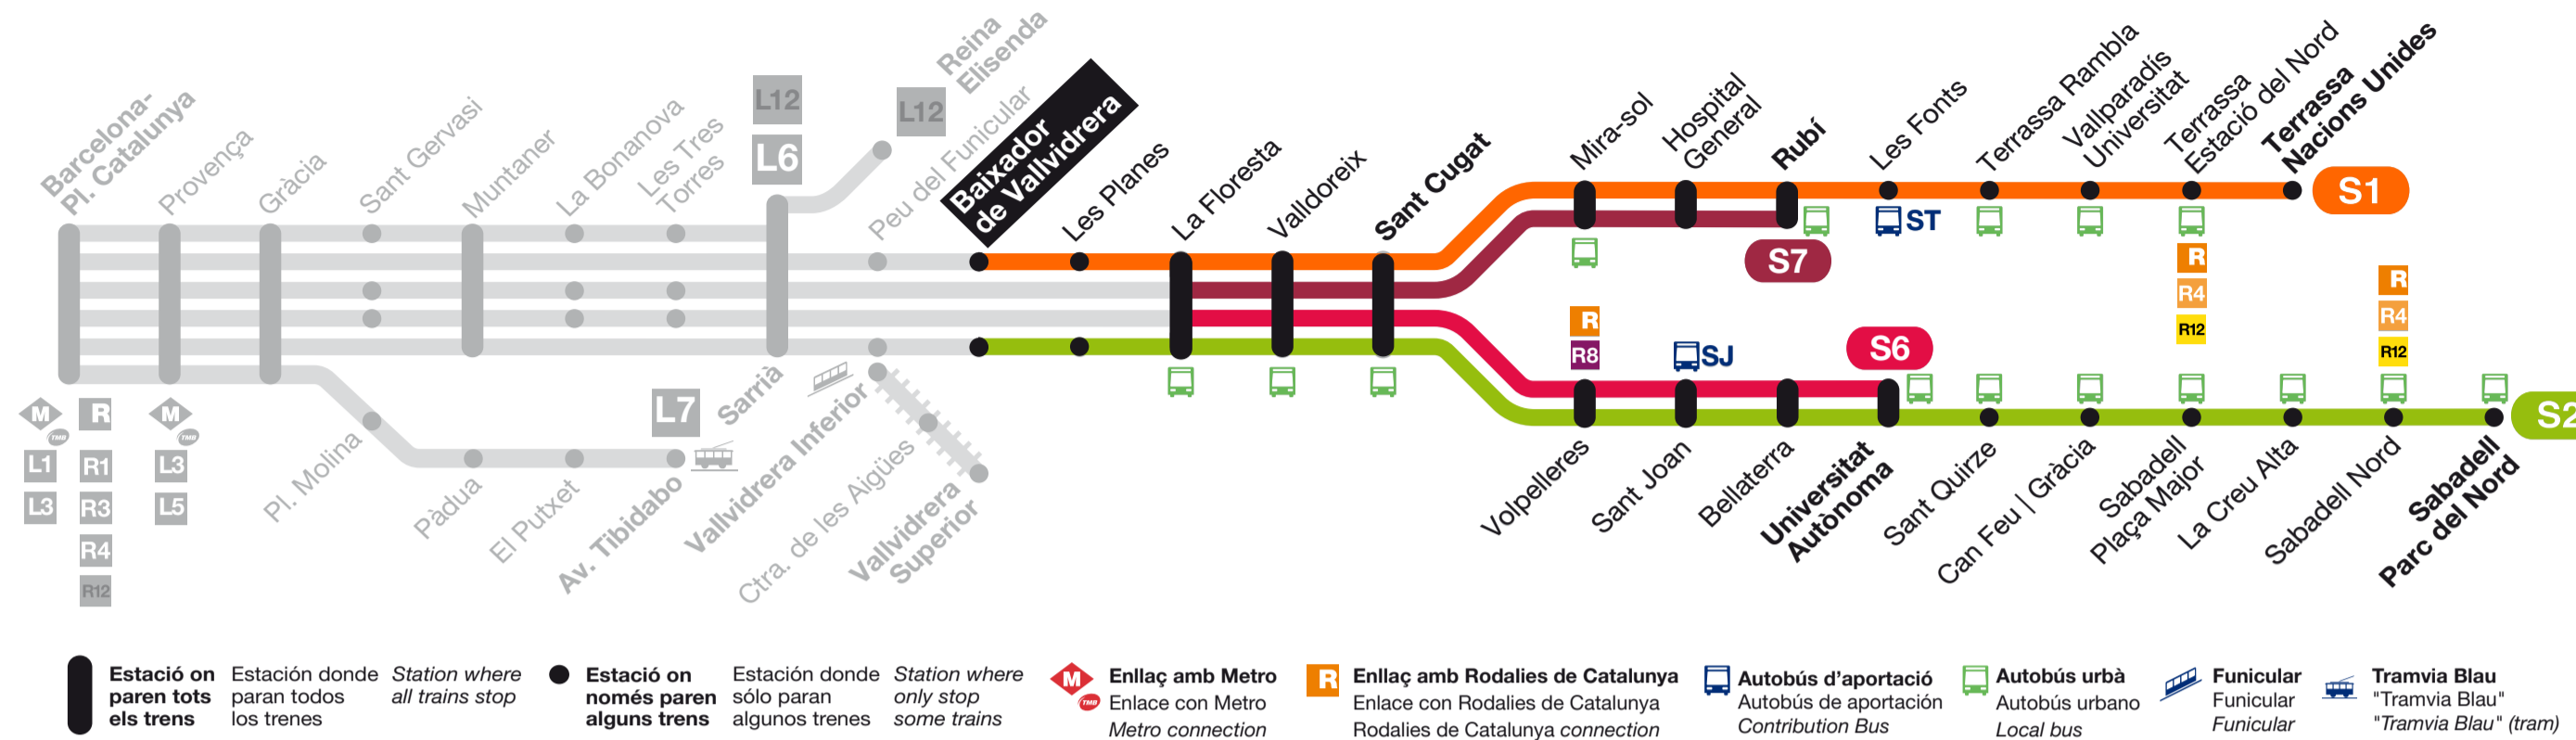 Barcelona-
Pl. Catalunya
Provença
Gràcia
Sant Gervasi
Muntaner
La Bonanova
Les Tres
Torres
L12
L6
Reina
Elisenda
L12
Peu del Funicular
Baixador
de Vallvidrera
Les Planes
La Floresta
Valldoreix
Sant Cugat
Mira-sol
Hospital
General
Rubí
Les Fonts
Terrassa Rambla
Vallparadís
Universitat
Terrassa
Estació del Nord
Terrassa
Nacions Unides
S1
ST
S7
R
R4
R12
R
R4
R12
R
R8
SJ
S6
S2
M
TMB
L1
L3
R
R1
R3
R4
R12
M
TMB
L3
L5
Pl. Molina
Pàdua
El Putxet
L7
Av. Tibidabo
Sarrià
Vallvidrera Inferior
Ctra. de les Aigües
Vallvidrera
Superior
Volpelleres
Sant Joan
Bellaterra
Universitat
Autònoma
Sant Quirze
Can Feu | Gràcia
Sabadell
Plaça Major
La Creu Alta
Sabadell Nord
Sabadell
Parc del Nord
Estació on
paren tots
els trens
Estación donde
paran todos
los trenes
Station where
all trains stop
Estació on
només paren
alguns trens
Estación donde
sólo paran
algunos trenes
Station where
only stop
some trains
M
TMB
Enllaç amb Metro
Enlace con Metro
Metro connection
R
Enllaç amb Rodalies de Catalunya
Enlace con Rodalies de Catalunya
Rodalies de Catalunya connection
Autobús d'aportació
Autobús de aportación
Contribution Bus
Autobús urbà
Autobús urbano
Local bus
Funicular
Funicular
Funicular
Tramvia Blau
"Tramvia Blau"
"Tramvia Blau" (tram)